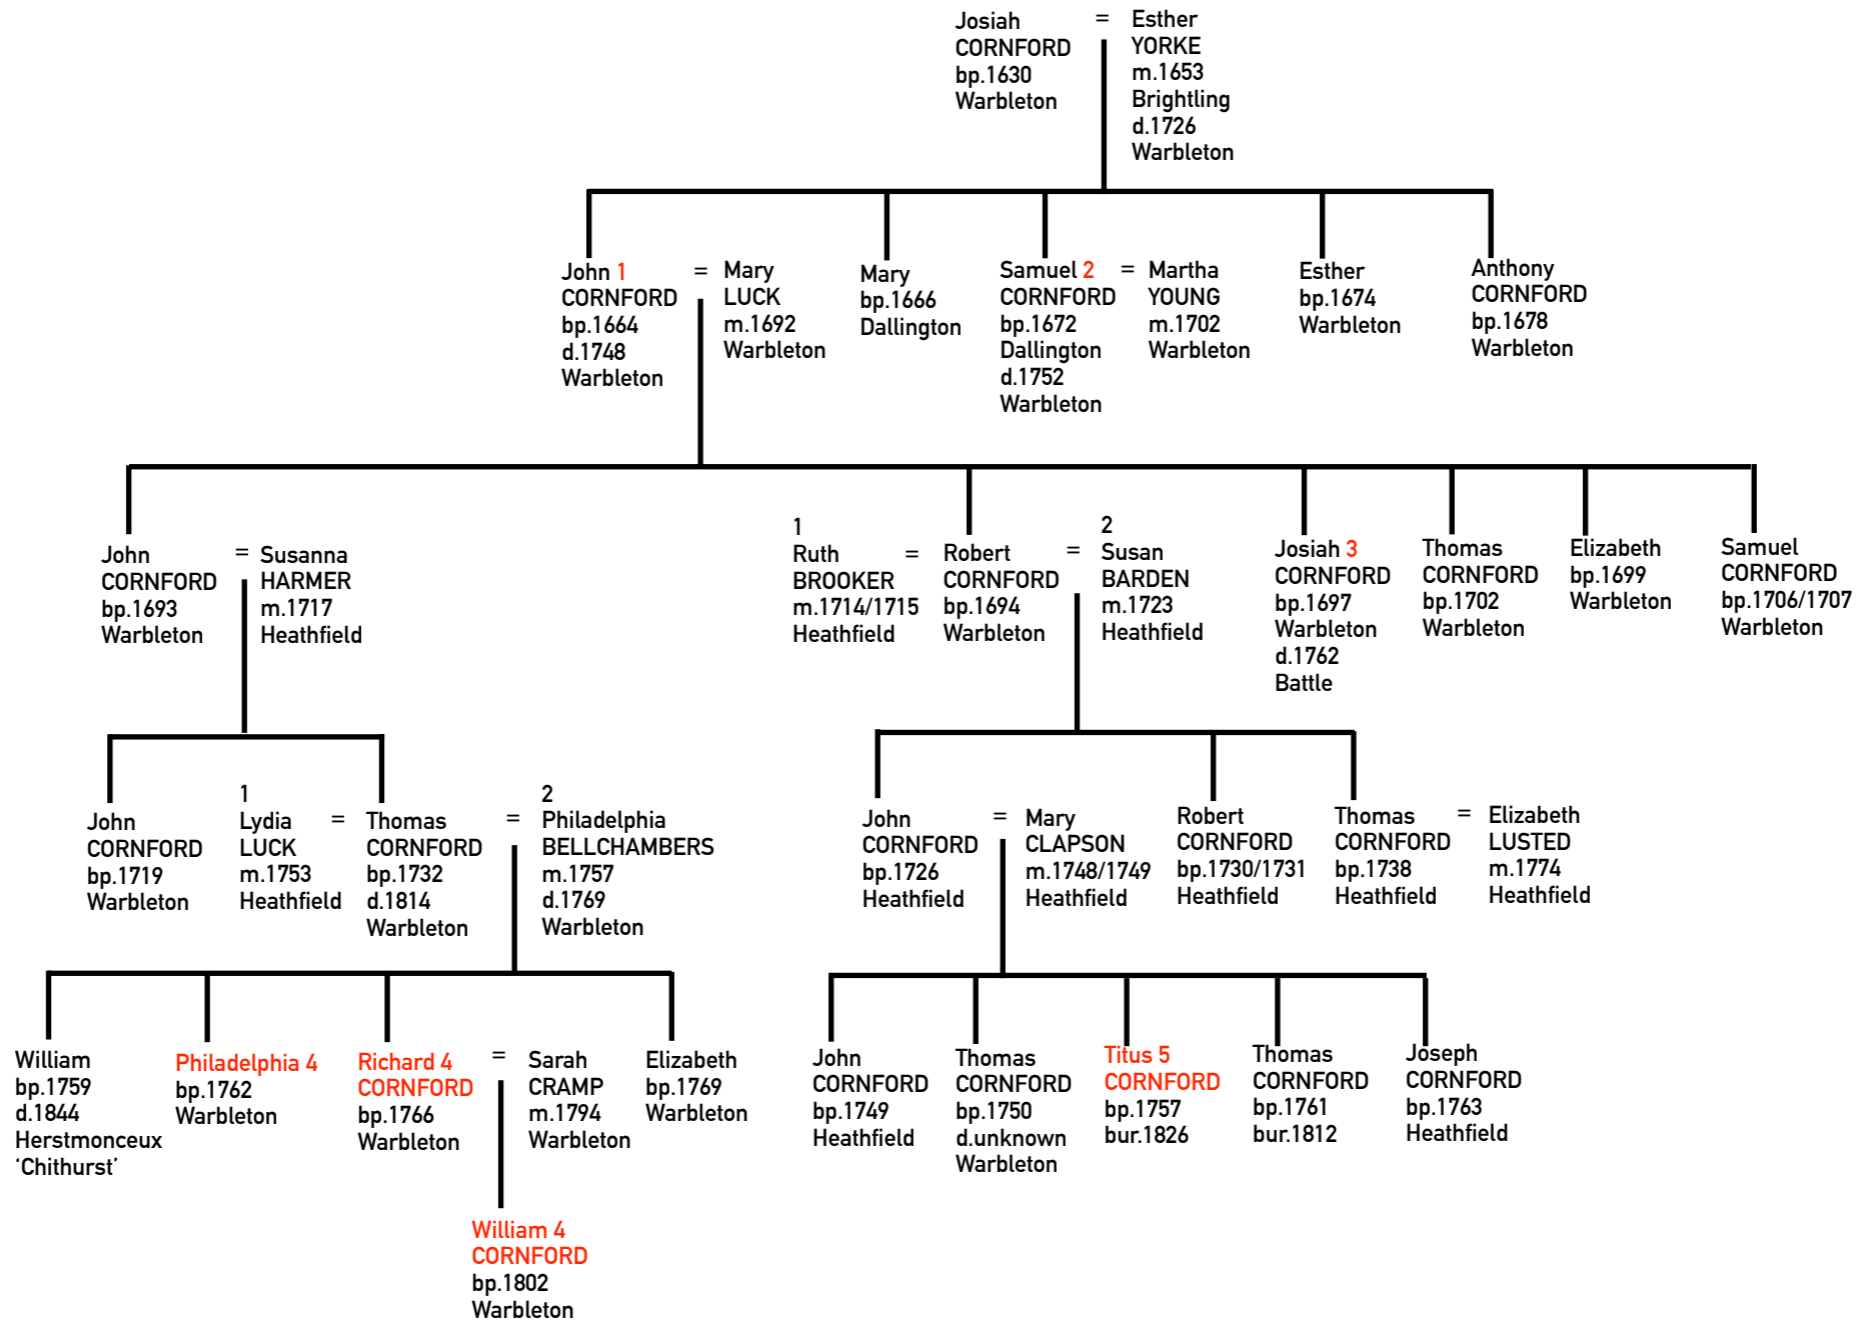 Josiah
CORNFORD
bp.1630
Warbleton
=
Esther
YORKE
m.1653
Brightling
d.1726
Warbleton
John 1
CORNFORD
bp.1664
d.1748
Warbleton
=
Mary
LUCK
m.1692
Warbleton
Mary
bp.1666
Dallington
Samuel 2
CORNFORD
bp.1672
Dallington
d.1752
Warbleton
=
Martha
YOUNG
m.1702
Warbleton
Esther
bp.1674
Warbleton
Anthony
CORNFORD
bp.1678
Warbleton
John
CORNFORD
bp.1693
Warbleton
=
Susanna
HARMER
m.1717
Heathfield
1
Ruth
BROOKER
m.1714/1715
Heathfield
=
Robert
CORNFORD
bp.1694
Warbleton
=
2
Susan
BARDEN
m.1723
Heathfield
Josiah 3
CORNFORD
bp.1697
Warbleton
d.1762
Battle
Thomas
CORNFORD
bp.1702
Warbleton
Elizabeth
bp.1699
Warbleton
Samuel
CORNFORD
bp.1706/1707
Warbleton
John
CORNFORD
bp.1719
Warbleton
1
Lydia
LUCK
m.1753
Heathfield
=
Thomas
CORNFORD
bp.1732
d.1814
Warbleton
=
2
Philadelphia
BELLCHAMBERS
m.1757
d.1769
Warbleton
John
CORNFORD
bp.1726
Heathfield
=
Mary
CLAPSON
m.1748/1749
Heathfield
Robert
CORNFORD
bp.1730/1731
Heathfield
Thomas
CORNFORD
bp.1738
Heathfield
=
Elizabeth
LUSTED
m.1774
Heathfield
William
bp.1759
d.1844
Herstmonceux
‘Chithurst’
Philadelphia 4
bp.1762
Warbleton
Richard 4
CORNFORD
bp.1766
Warbleton
=
Sarah
CRAMP
m.1794
Warbleton
Elizabeth
bp.1769
Warbleton
John
CORNFORD
bp.1749
Heathfield
Thomas
CORNFORD
bp.1750
d.unknown
Warbleton
Titus 5
CORNFORD
bp.1757
bur.1826
Thomas
CORNFORD
bp.1761
bur.1812
Joseph
CORNFORD
bp.1763
Heathfield
William 4
CORNFORD
bp.1802
Warbleton